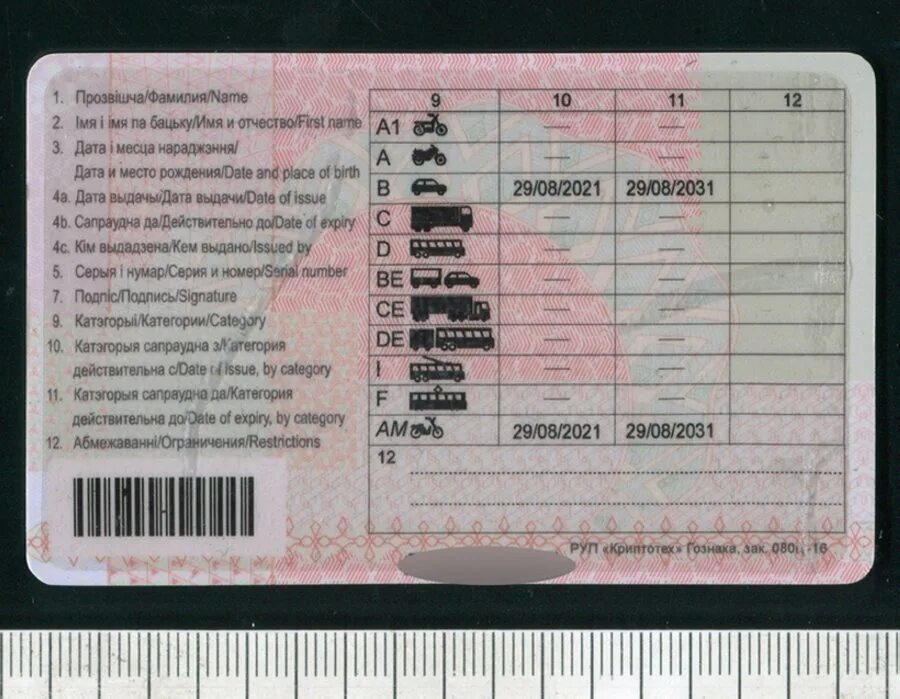 1. Прозвішча/Фамилия/Name
2. Імя і імя па бацьку/Имя и отчество/First name
3. Дата і месца нараджэння/
Дата и место рождения/Date and place of birth
4a. Дата выдачы/Дата выдачи/Date of issue
4b. Сапраўдна да/Действительно до/Date of expiry
4c. Кім выдадзена/Кем выдано/Issued by
5. Серыя і нумар/Серия и номер/Serial number
7. Подпіс/Подпись/Signature
9. Катэгорыі/Категории/Category
10. Катэгорыя сапраўдна з/Категория
действительна с/Date of issue, by category
11. Катэгорыя сапраўдна да/Категория
действительна до/Date of expiry, by category
12. Абмежаванні/Ограничения/Restrictions
9 10 11 12
A1 — —
A — —
B 29/08/2021 29/08/2031
C — —
D — —
BE — —
CE — —
DE — —
I — —
F — —
AM 29/08/2021 29/08/2031
12
РУП «Криптотех» Гознака, зак. 080ц-16